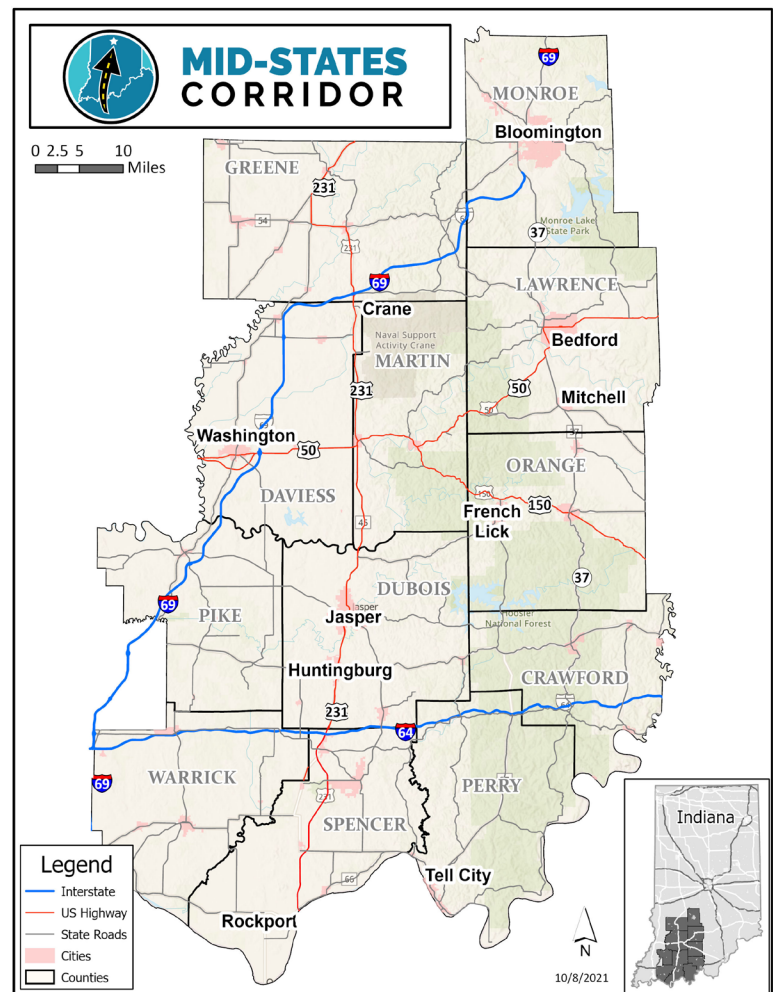 MID-STATES
CORRIDOR
0 2.5 5 10
Miles
69
MONROE
Bloomington
GREENE
231
54
231
69
37
Monroe Lake
State Park
69
LAWRENCE
Crane
Naval Support
Activity Crane
MARTIN
Bedford
231
50
50
Mitchell
37
Washington
50
ORANGE
DAVIESS
150
150
French
Lick
45
37
DUBOIS
69
PIKE
Jasper
Jasper
Hoosier
National Forest
Huntingburg
CRAWFORD
231
64
64
69
WARRICK
PERRY
231
SPENCER
Indiana
Tell City
66
Rockport
Legend
Interstate
US Highway
State Roads
Cities
Counties
N
10/8/2021